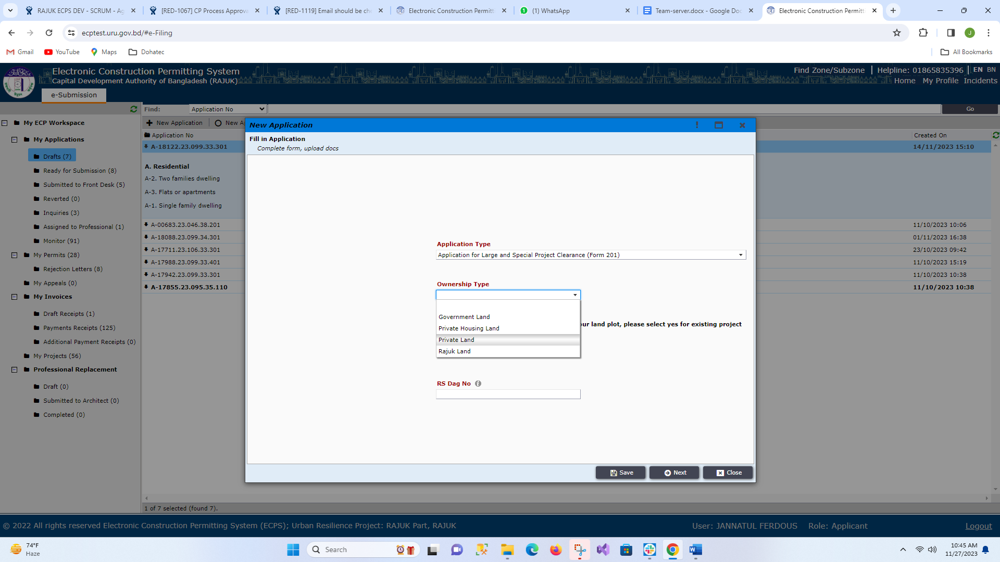 RAJUK ECPS DEV - SCRUM - Ag
[RED-1067] CP Process Approva
[RED-1119] Email should be ch
Electronic Construction Permitti
(1) WhatsApp
Team-server.docx - Google Doc
Electronic Construction Permitti
ecptest.uru.gov.bd/#e-Filing
J
Gmail
YouTube
Maps
Dohatec
All Bookmarks
Electronic Construction Permitting System
Capital Development Authority of Bangladesh (RAJUK)
Find Zone/Subzone
Helpline: 01865835396
EN BN
Home My Profile Incidents
e-Submission
Find:
Application No
Go
My ECP Workspace
My Applications
Drafts (7)
Ready for Submission (8)
Submitted to Front Desk (5)
Reverted (0)
Inquiries (3)
Assigned to Professional (1)
Monitor (91)
My Permits (28)
Rejection Letters (8)
My Appeals (0)
My Invoices
Draft Receipts (1)
Payments Receipts (125)
Additional Payment Receipts (0)
My Projects (56)
Professional Replacement
Draft (0)
Submitted to Architect (0)
Completed (0)
New Application
New A
Application No
Created On
A-18122.23.099.33.301
14/11/2023 15:10
A. Residential
A-2. Two families dwelling
A-3. Flats or apartments
A-1. Single family dwelling
A-00683.23.046.38.201
11/10/2023 10:06
A-18088.23.099.34.301
01/11/2023 16:38
A-17711.23.106.33.301
23/10/2023 09:42
A-17988.23.099.33.401
11/10/2023 15:19
A-17942.23.099.33.301
11/10/2023 10:38
A-17855.23.095.35.110
11/10/2023 10:38
New Application
Fill in Application
Complete form, upload docs
Application Type
Application for Large and Special Project Clearance (Form 201)
Ownership Type
Government Land
Private Housing Land
Private Land
Rajuk Land
our land plot, please select yes for existing project
RS Dag No
Save
Next
Close
1 of 7 selected (found 7).
© 2022 All rights reserved Electronic Construction Permitting System (ECPS); Urban Resilience Project: RAJUK Part, RAJUK
User: JANNATUL FERDOUS
Role: Applicant
Logout
74°F
Haze
Search
10:45 AM
11/27/2023